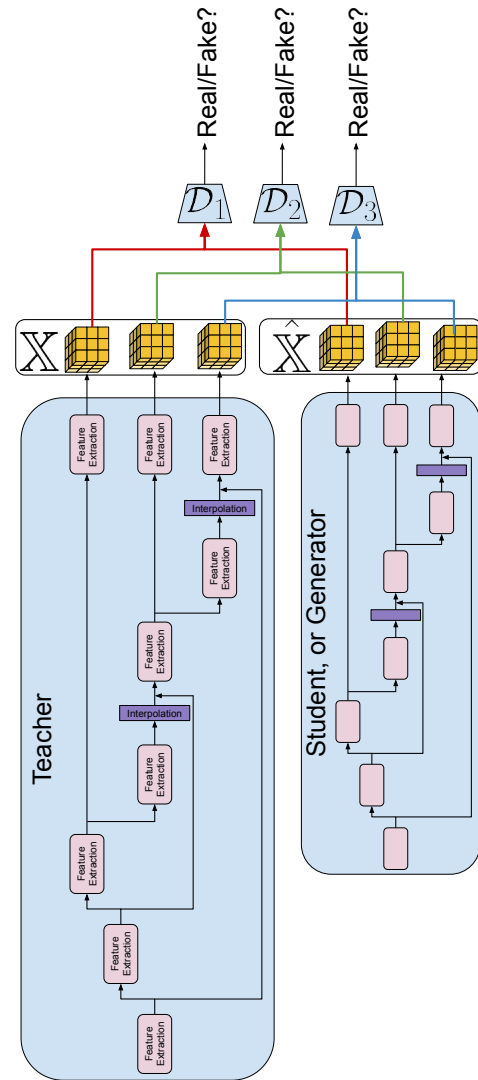 Real/Fake?
Real/Fake?
Real/Fake?
𝒟₁
𝒟₂
𝒟₃
𝕏
𝕏̂
Teacher
Feature
Extraction
Feature
Extraction
Feature
Extraction
Interpolation
Feature
Extraction
Feature
Extraction
Interpolation
Feature
Extraction
Feature
Extraction
Feature
Extraction
Feature
Extraction
Student, or Generator